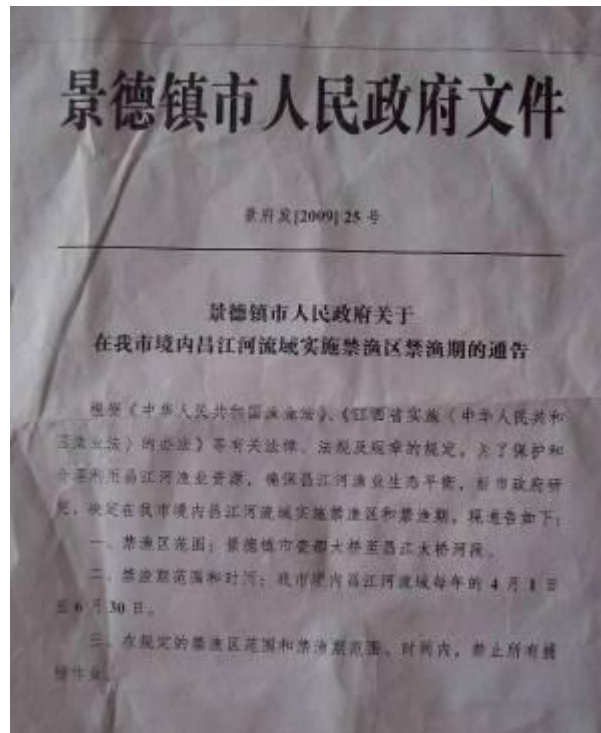 景德镇市人民政府文件
景府发[2009] 25 号
景德镇市人民政府关于
在我市境内昌江河流域实施禁渔区禁渔期的通告
根据《中华人民共和国渔业法》、《江西省实施〈中华人民共和
国渔业法〉的办法》等有关法律、法规及规章的规定，为了保护和
合理利用昌江河渔业资源，确保昌江河渔业生态平衡，经市政府研
究，决定在我市境内昌江河流域实施禁渔区和禁渔期，现通告如下：
一、禁渔区范围：景德镇市瓷都大桥至昌江大桥河段。
二、禁渔期范围和时间：我市境内昌江河流域每年的 4 月 1 日
至 6 月 30 日。
三、在规定的禁渔区范围和禁渔期范围、时间内，禁止所有捕
捞作业。